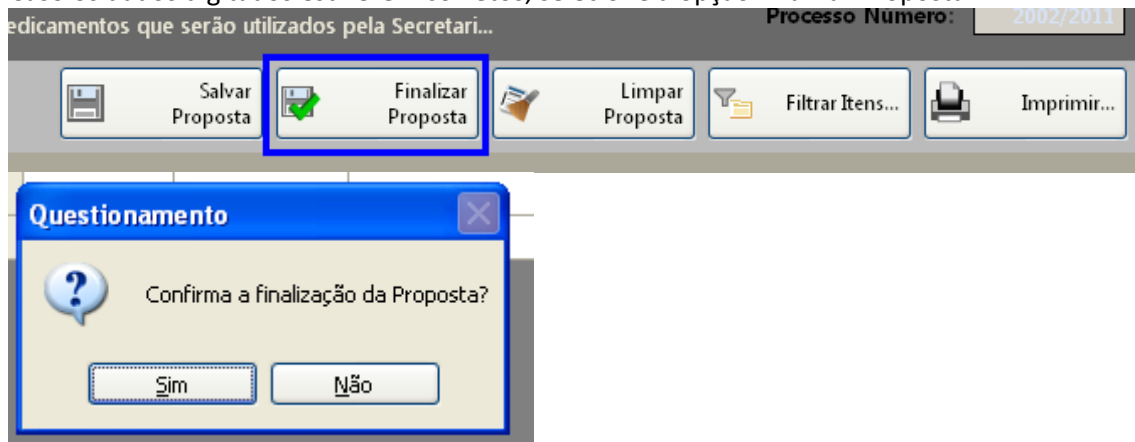 edicamentos que serão utilizados pela Secretari...
Processo Número: 2002/2011
Salvar
Proposta
Finalizar
Proposta
Limpar
Proposta
Filtrar Itens...
Imprimir...
Questionamento
Confirma a finalização da Proposta?
Sim
Não